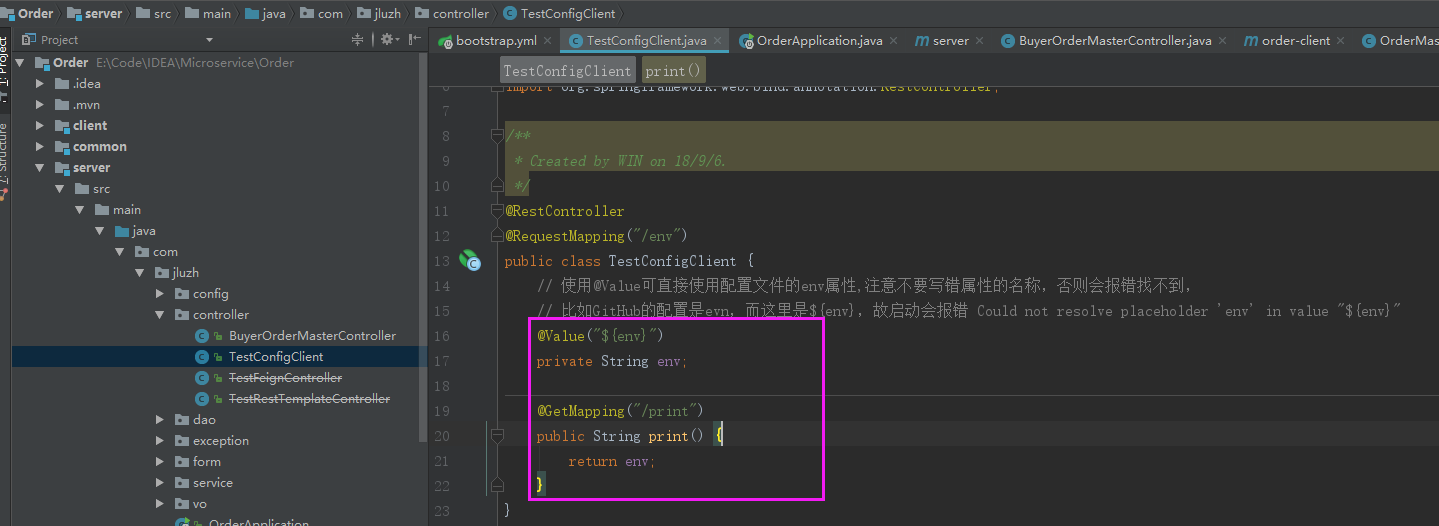 Order server src main java com jluzh controller TestConfigClient
Project
bootstrap.yml TestConfigClient.java OrderApplication.java server BuyerOrderMasterController.java order-client OrderMas
1: Project
7: Structure
Order E:\Code\IDEA\Microservice\Order
.idea
.mvn
client
common
server
src
main
java
com
jluzh
config
controller
BuyerOrderMasterController
TestConfigClient
TestFeignController
TestRestTemplateController
dao
exception
form
service
vo
OrderApplication
TestConfigClient print()
6 import org.springframework.web.bind.annotation.RestController;
7
8 /**
9 * Created by WIN on 18/9/6.
10 */
11 @RestController
12 @RequestMapping("/env")
13 public class TestConfigClient {
14 // 使用@Value可直接使用配置文件的env属性,注意不要写错属性的名称，否则会报错找不到，
15 // 比如GitHub的配置是evn，而这里是${env}，故启动会报错 Could not resolve placeholder 'env' in value "${env}"
16 @Value("${env}")
17 private String env;
18
19 @GetMapping("/print")
20 public String print() {
21 return env;
22 }
23 }